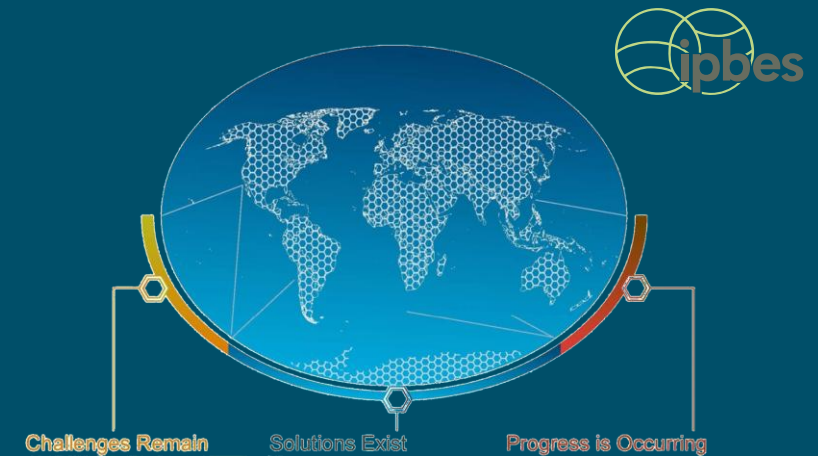 ipbes
Challenges Remain
Solutions Exist
Progress is Occurring